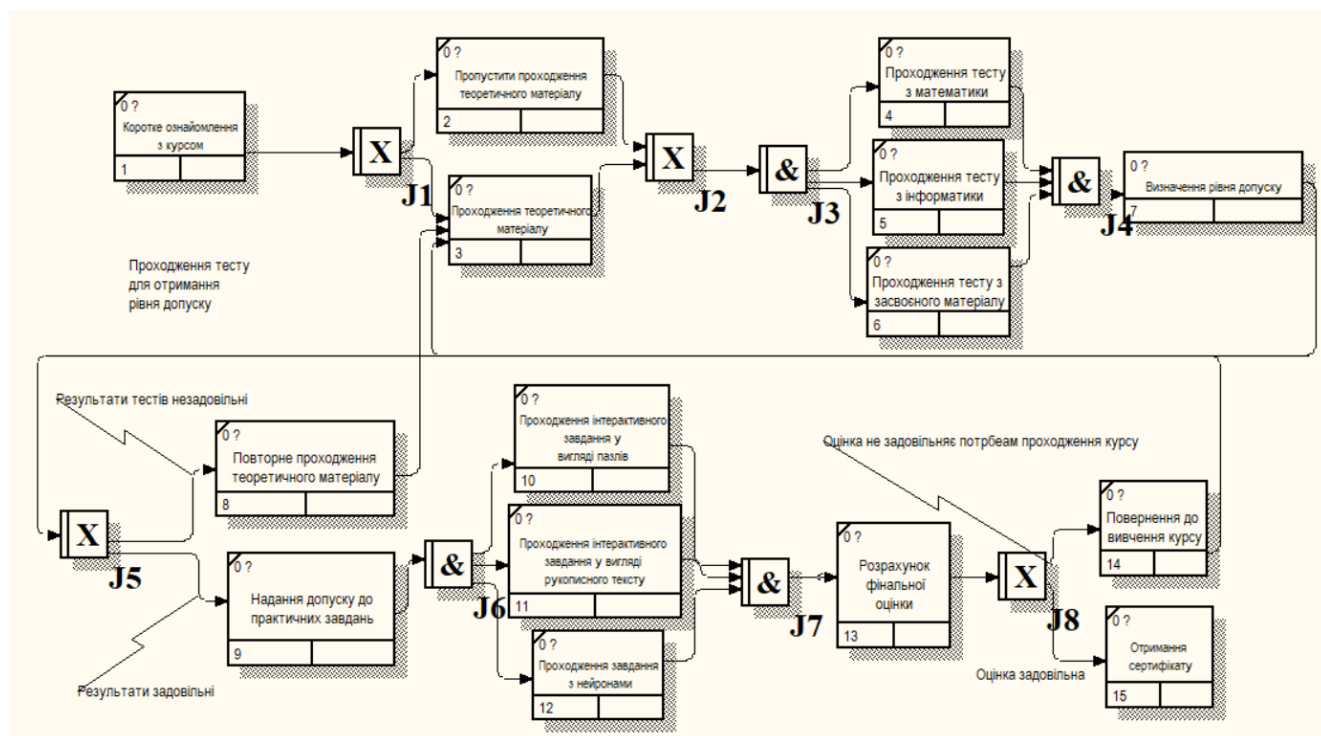 0 ?
Коротке ознайомлення
з курсом
1
X
J1
0 ?
Пропустити проходження
теоретичного матеріалу
2
0 ?
Проходження теоретичного
матеріалу
3
X
J2
&
J3
0 ?
Проходження тесту
з математики
4
0 ?
Проходження тесту
з інформатики
5
0 ?
Проходження тесту з
засвоєного матеріалу
6
&
J4
0 ?
Визначення рівня допуску
7
Проходження тесту
для отримання
рівня допуску
Результати тестів незадовільні
X
J5
0 ?
Повторне проходження
теоретичного матеріалу
8
0 ?
Надання допуску до
практичних завдань
9
Результати задовільні
&
J6
0 ?
Проходження інтерактивного
завдання у
вигляді пазлів
10
0 ?
Проходження інтерактивного
завдання у вигляді
рукописного тексту
11
0 ?
Проходження завдання
з нейронами
12
&
J7
0 ?
Розрахунок
фінальної
оцінки
13
Оцінка не задовільняє потрбеам проходження курсу
X
J8
0 ?
Повернення до
вивчення курсу
14
Оцінка задовільна
0 ?
Отримання
сертифікату
15